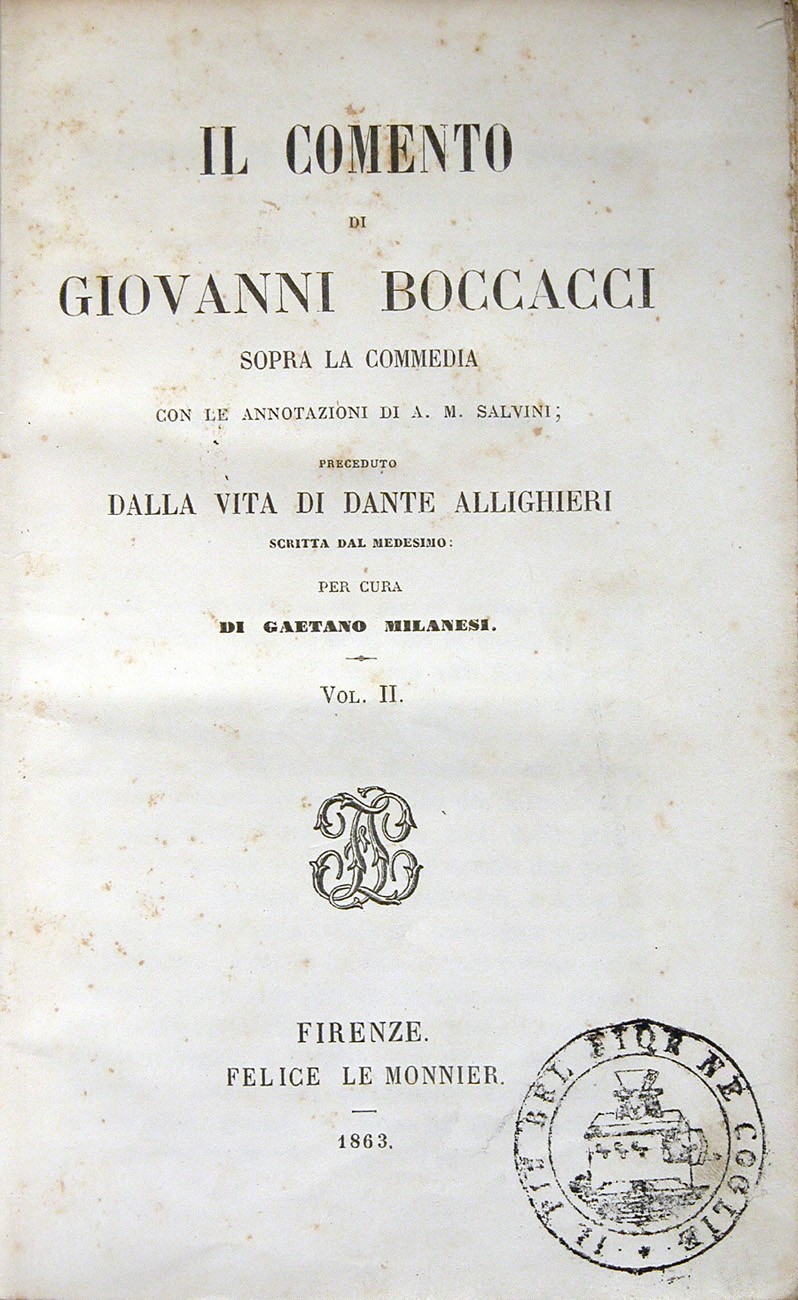 IL COMENTO
DI
GIOVANNI BOCCACCI
SOPRA LA COMMEDIA
CON LE ANNOTAZIONI DI A. M. SALVINI;
PRECEDUTO
DALLA VITA DI DANTE ALLIGHIERI
SCRITTA DAL MEDESIMO:
PER CURA
DI GAETANO MILANESI.
VOL. II.
FIRENZE.
FELICE LE MONNIER.
1863.
IL PIU BEL FIOR NE COGLIE